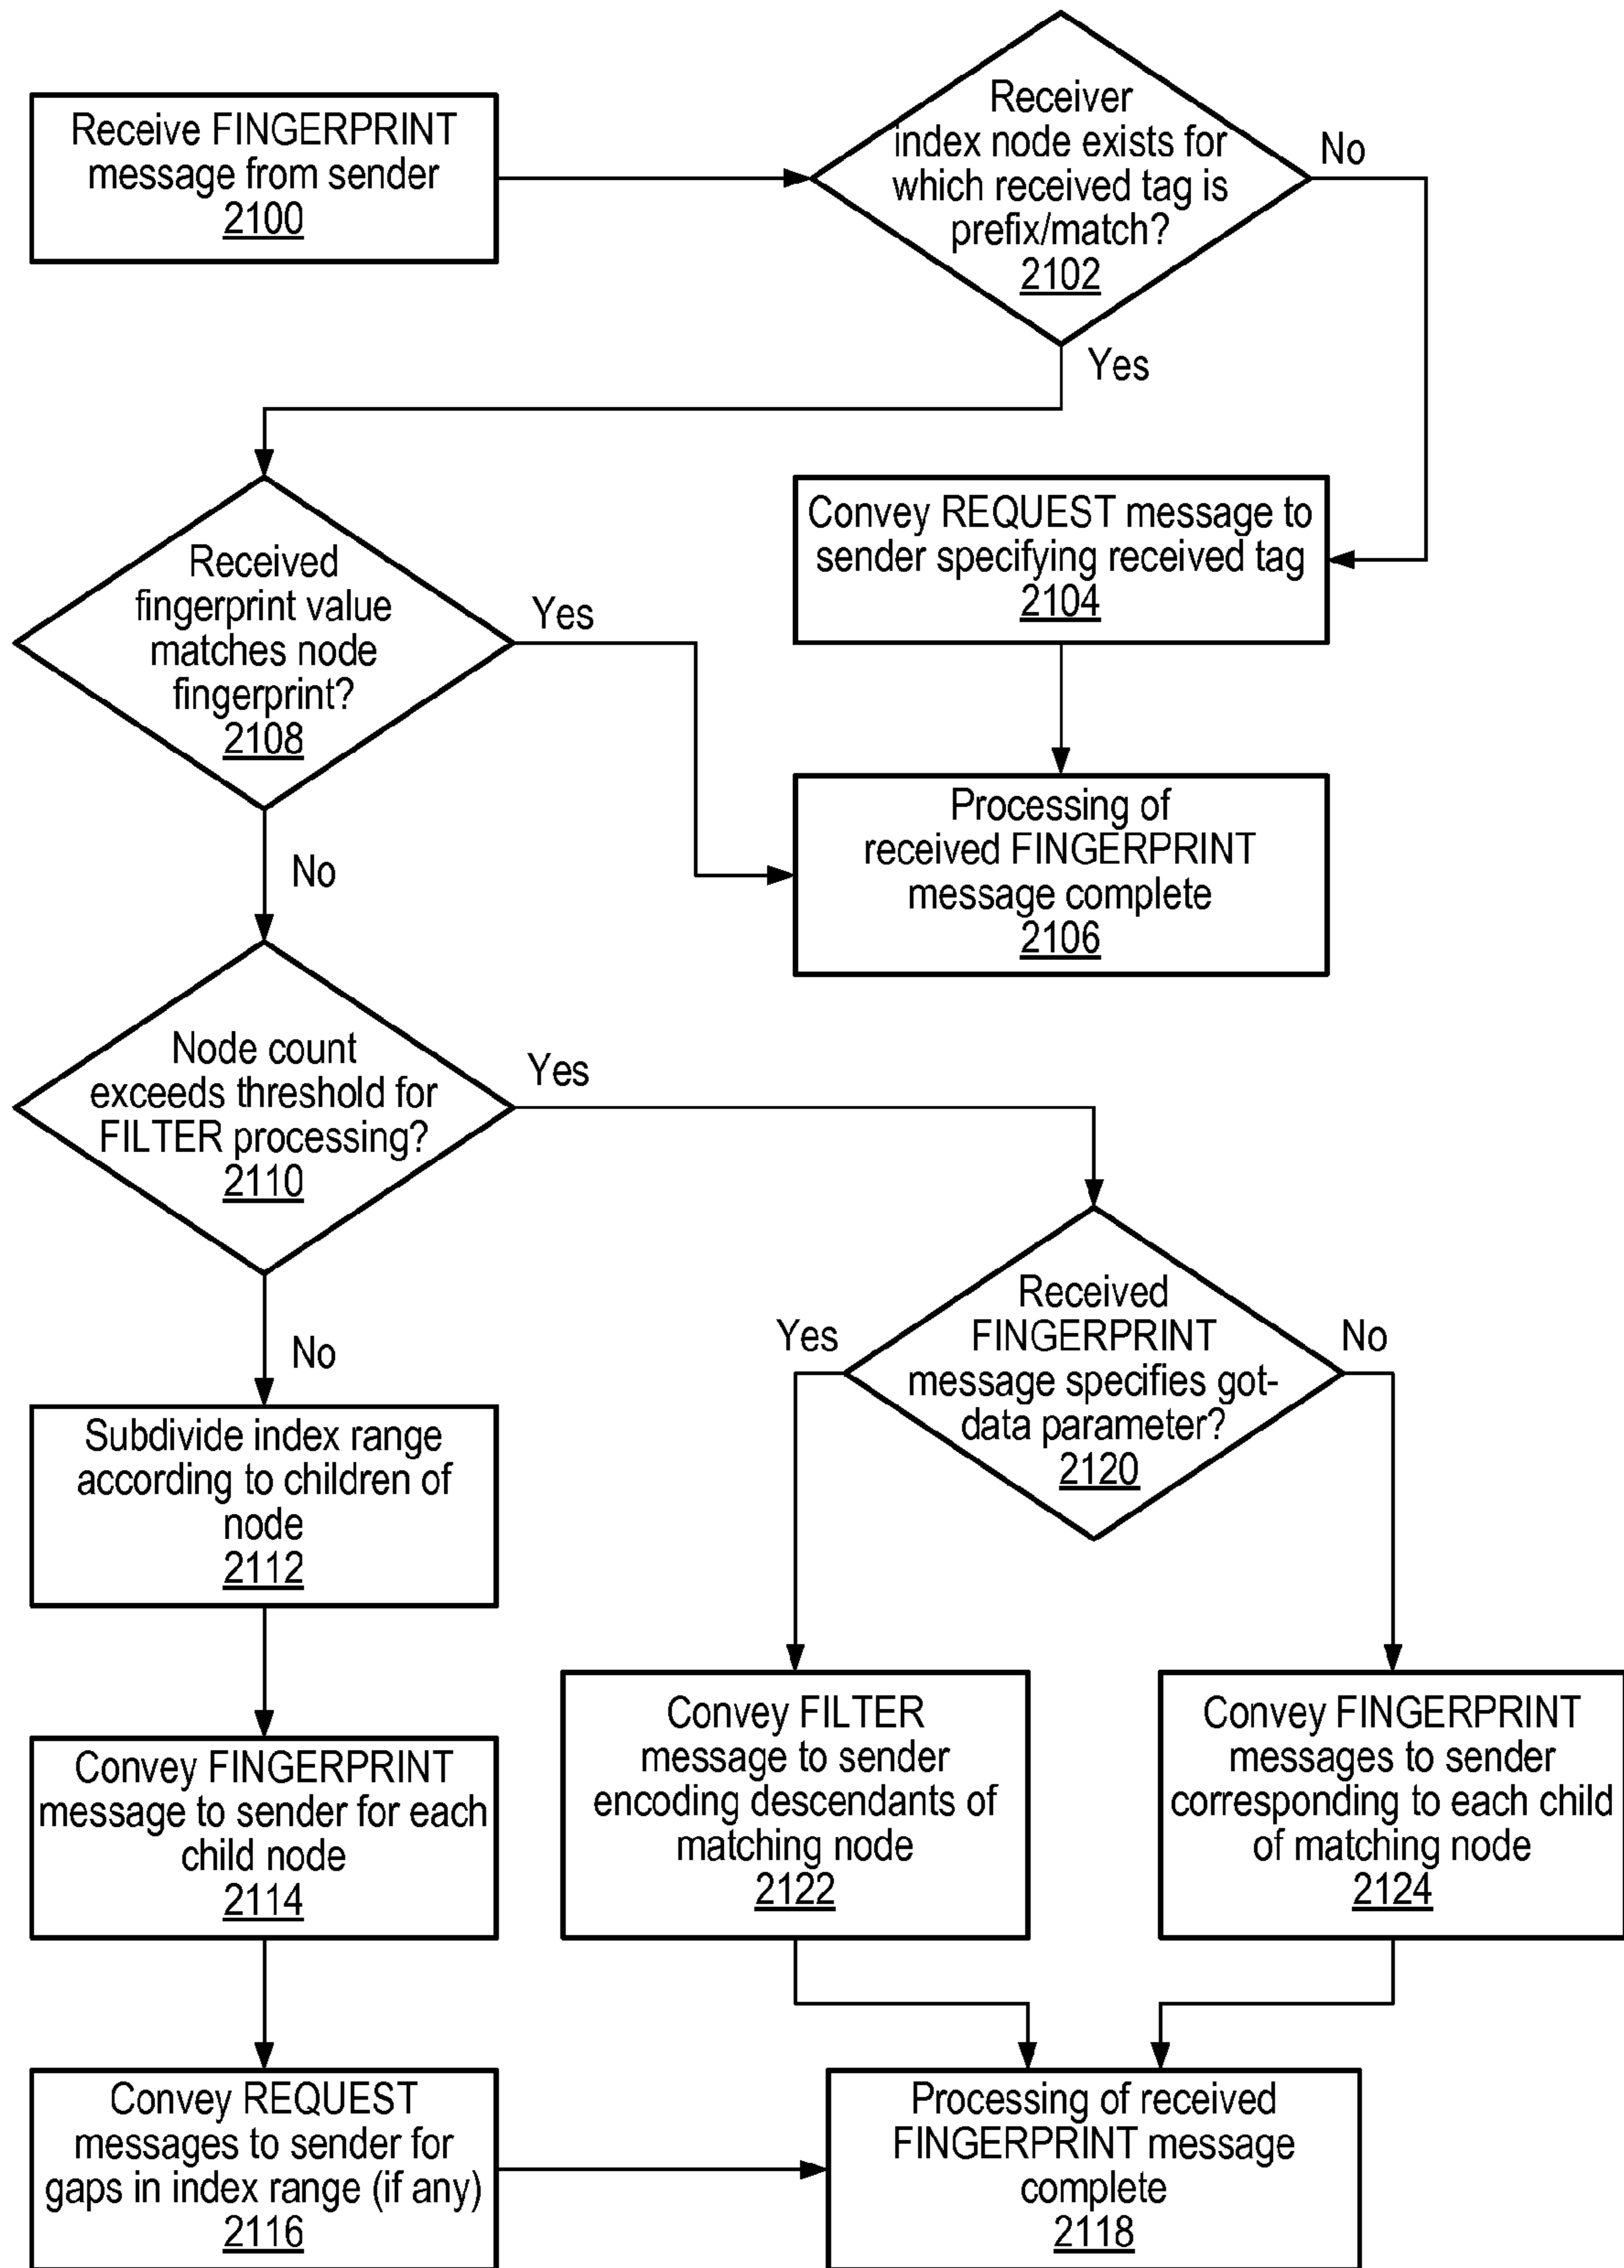 Receive FINGERPRINT
message from sender
2100
Receiver
index node exists for
which received tag is
prefix/match?
2102
No
Yes
Convey REQUEST message to
sender specifying received tag
2104
Received
fingerprint value
matches node
fingerprint?
2108
Yes
No
Processing of
received FINGERPRINT
message complete
2106
Node count
exceeds threshold for
FILTER processing?
2110
Yes
No
Received
FINGERPRINT
message specifies got-
data parameter?
2120
Yes
No
Subdivide index range
according to children of
node
2112
Convey FINGERPRINT
message to sender for each
child node
2114
Convey FILTER
message to sender
encoding descendants of
matching node
2122
Convey FINGERPRINT
messages to sender
corresponding to each child
of matching node
2124
Convey REQUEST
messages to sender for
gaps in index range (if any)
2116
Processing of received
FINGERPRINT message
complete
2118